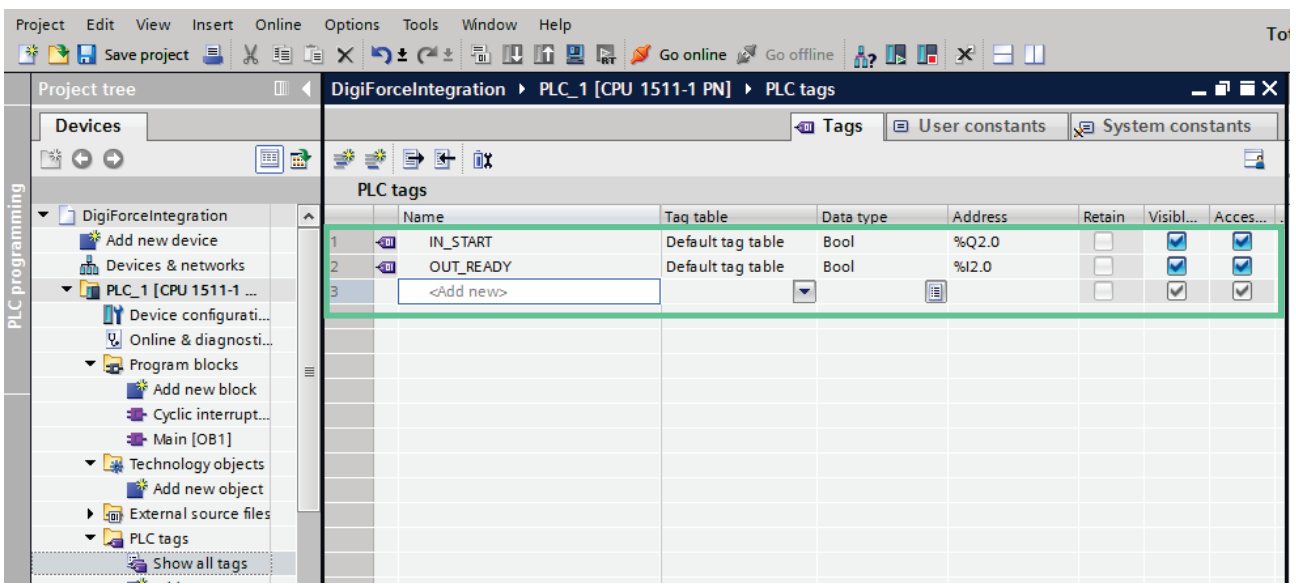 Project Edit View Insert Online Options Tools Window Help
Tot
Save project Go online Go offline
PLC programming
Project tree
DigiForceIntegration PLC_1 [CPU 1511-1 PN] PLC tags
Devices
Tags User constants System constants
PLC tags
Name Tag table Data type Address Retain Visibl... Acces... .
1 IN_START Default tag table Bool %Q2.0
2 OUT_READY Default tag table Bool %I2.0
3 <Add new>
DigiForceIntegration
Add new device
Devices & networks
PLC_1 [CPU 1511-1 ...
Device configurati...
Online & diagnosti...
Program blocks
Add new block
Cyclic interrupt...
Main [OB1]
Technology objects
Add new object
External source files
PLC tags
Show all tags